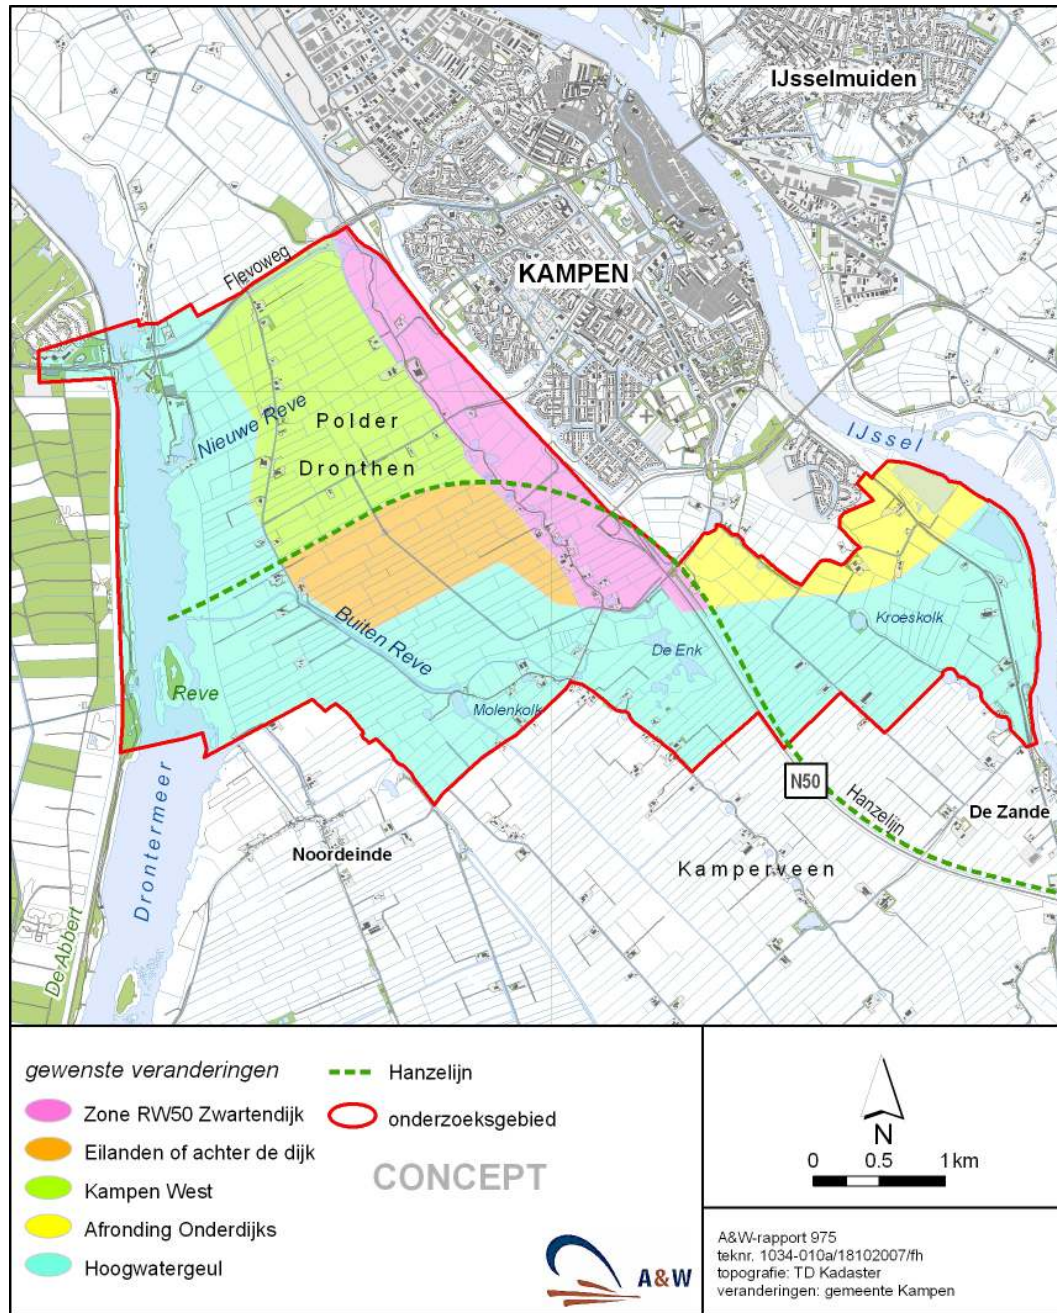 IJsselmuiden
KAMPEN
Flevoweg
IJssel
Nieuwe Reve
Polder
Dronthen
Buiten Reve
Kroeskolk
De Enk
Reve
Molenkolk
N50
Hanzelijn
De Zande
Noordeinde
Kamperveen
Drontermeer
De Abbert
gewenste veranderingen
Zone RW50 Zwartendijk
Eilanden of achter de dijk
Kampen West
Afronding Onderdijks
Hoogwatergeul
Hanzelijn
onderzoeksgebied
CONCEPT
A&W
N
0 0.5 1 km
A&W-rapport 975
teknr. 1034-010a/18102007/fh
topografie: TD Kadaster
veranderingen: gemeente Kampen